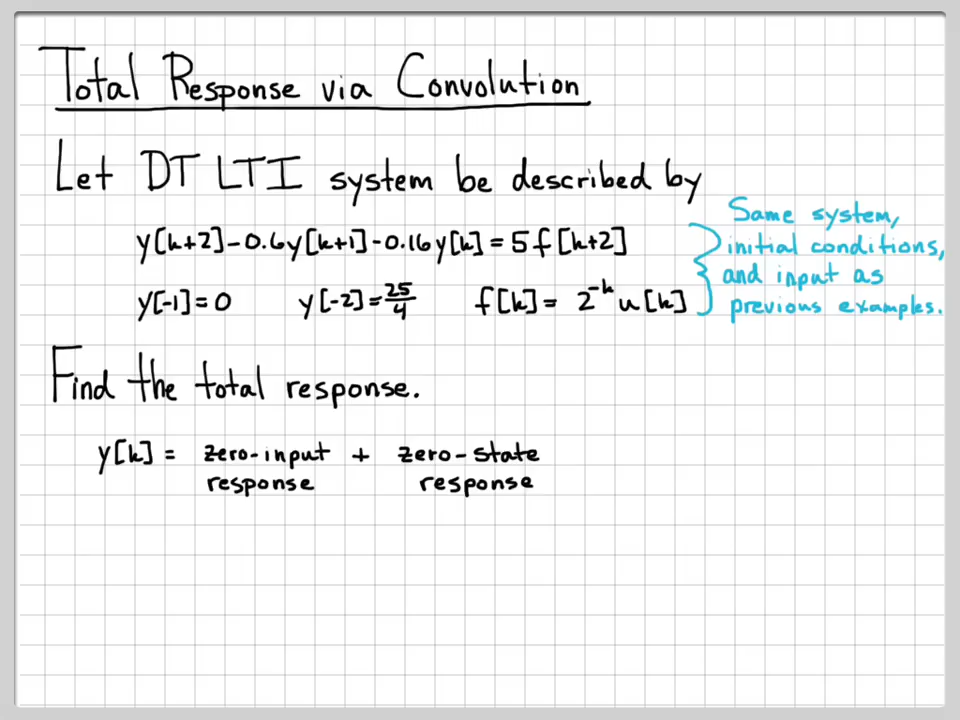 Total Response via Convolution
Let DT LTI system be described by
y[k+2]-0.6y[k+1]-0.16y[k]=5f[k+2]
y[-1]=0 y[-2]=25/4 f[k]= 2^-k u[k]
Same system,
initial conditions,
and input as
previous examples.
Find the total response.
y[k] = zero-input + zero-state
response response